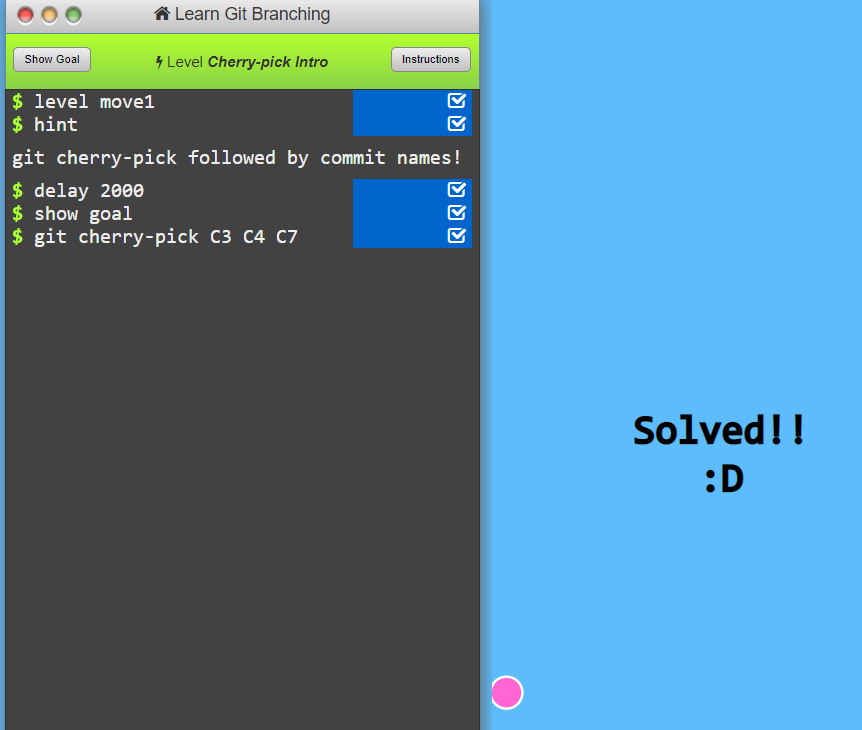 Learn Git Branching
Show Goal
Level Cherry-pick Intro
Instructions
$ level move1
$ hint
git cherry-pick followed by commit names!
$ delay 2000
$ show goal
$ git cherry-pick C3 C4 C7
Solved!!
:D